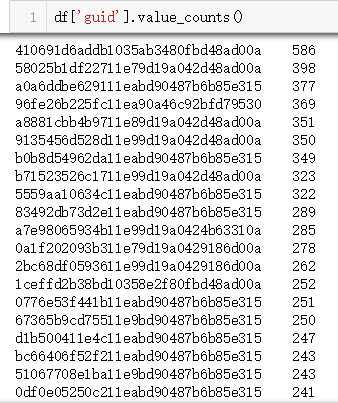 1 df['guid'].value_counts()
410691d6addb1035ab3480fbd48ad00a 586
58025b1df22711e79d19a042d48ad00a 398
a0a6ddbe629111eabd90487b6b85e315 377
96fe26b225fc11ea90a46c92bfd79530 369
a8881cbb4b9711e89d19a042d48ad00a 351
9135456d528d11e99d19a042d48ad00a 350
b0b8d54962da11eabd90487b6b85e315 349
b71523526c1711e99d19a042d48ad00a 323
5559aa10634c11eabd90487b6b85e315 322
83492db73d2e11eabd90487b6b85e315 289
a7e98065934b11e99d19a0424b63310a 285
0a1f202093b311e79d19a0429186d00a 278
2bc68df0593611e99d19a0429186d00a 262
1ceffd2b38bd10358e2f80fbd48ad00a 252
0776e53f441b11eabd90487b6b85e315 251
67365b9cd75511e9bd90487b6b85e315 250
d1b500411e4c11eabd90487b6b85e315 247
bc66406f52f211eabd90487b6b85e315 243
51067708e1ba11e9bd90487b6b85e315 243
0df0e05250c211eabd90487b6b85e315 241